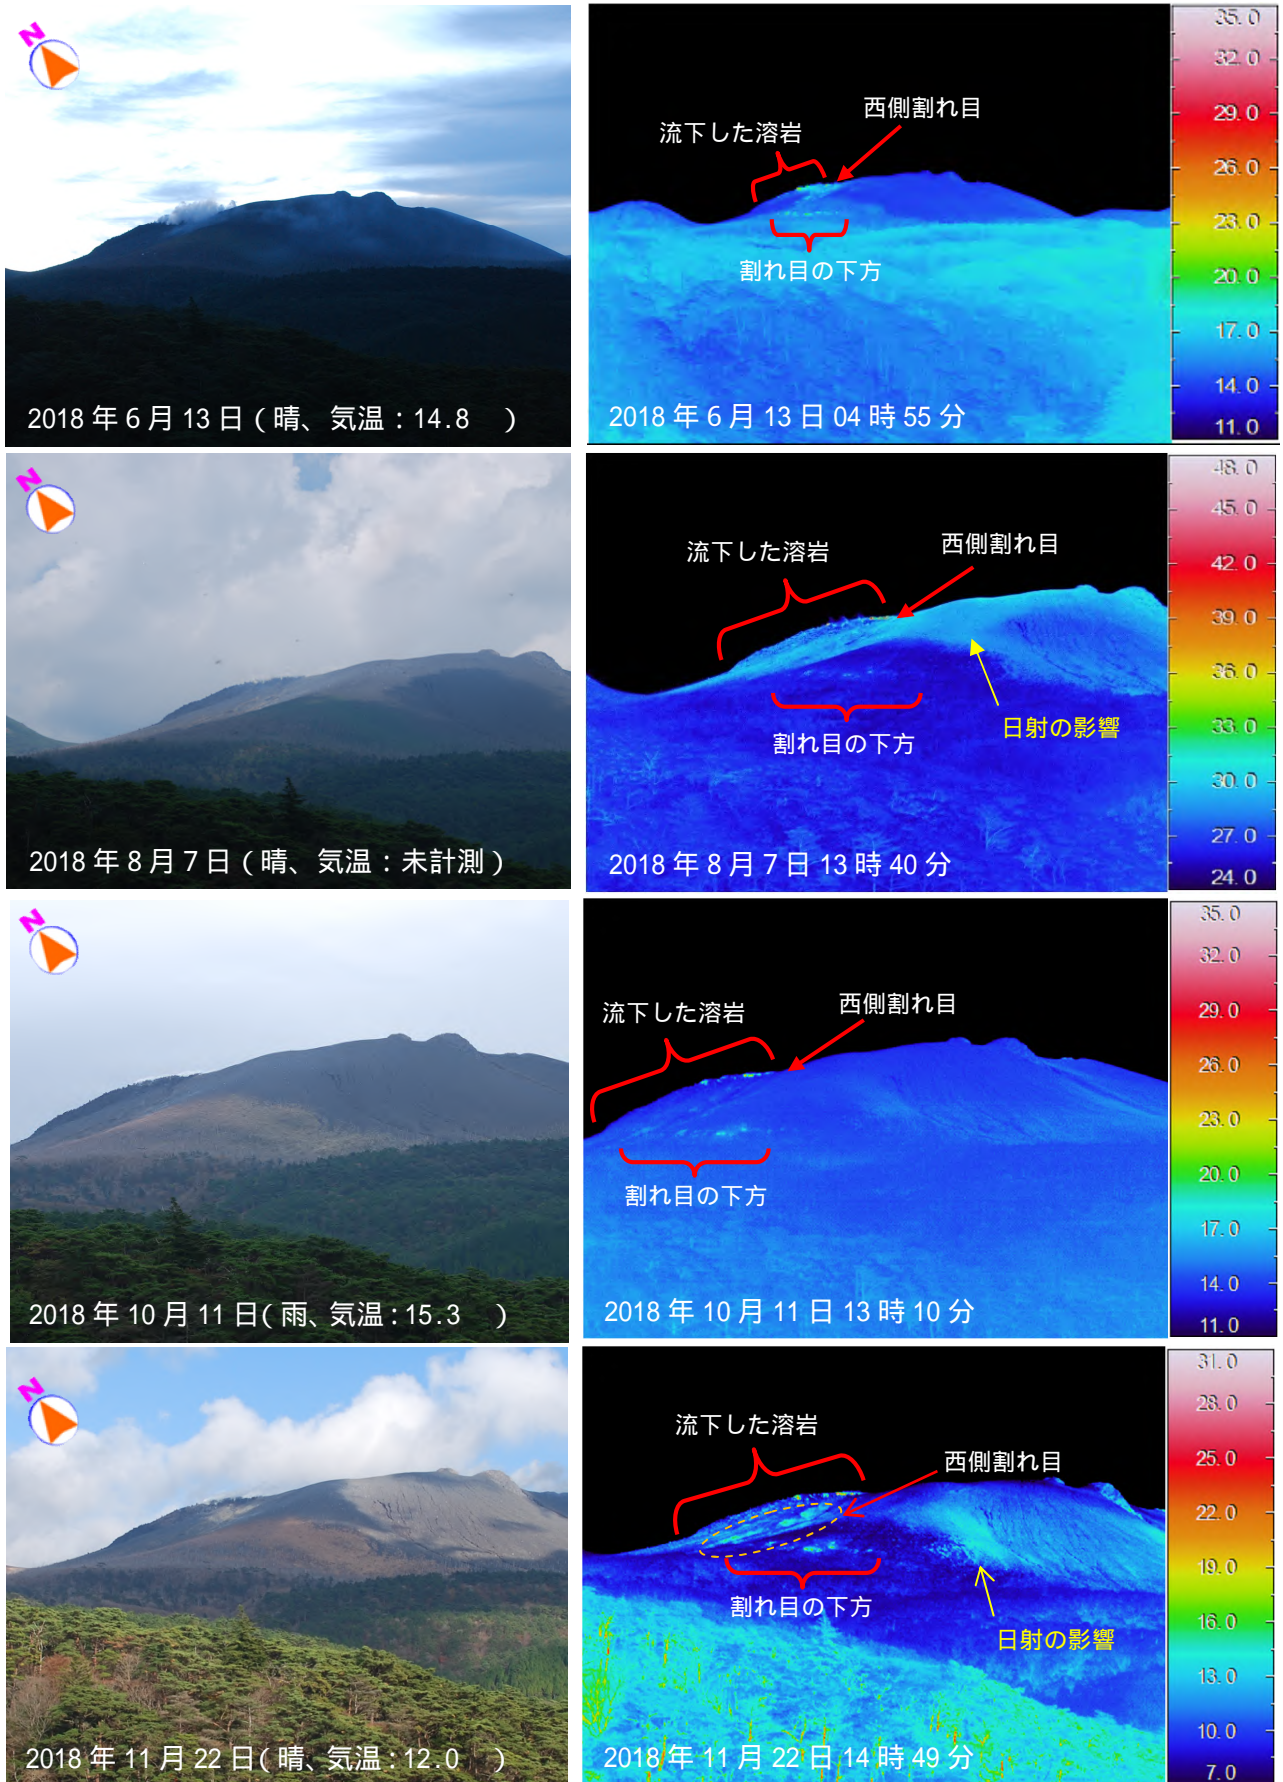 N
2018年6月13日（晴、気温：14.8　）
西側割れ目
流下した溶岩
割れ目の下方
2018年6月13日04時55分
35.0
32.0
29.0
26.0
23.0
20.0
17.0
14.0
11.0
N
2018年8月7日（晴、気温：未計測）
西側割れ目
流下した溶岩
日射の影響
割れ目の下方
2018年8月7日13時40分
48.0
45.0
42.0
39.0
36.0
33.0
30.0
27.0
24.0
N
2018年10月11日（雨、気温：15.3　）
西側割れ目
流下した溶岩
割れ目の下方
2018年10月11日13時10分
35.0
32.0
29.0
26.0
23.0
20.0
17.0
14.0
11.0
N
2018年11月22日（晴、気温：12.0　）
流下した溶岩
西側割れ目
割れ目の下方
日射の影響
2018年11月22日14時49分
31.0
28.0
25.0
22.0
19.0
16.0
13.0
10.0
7.0